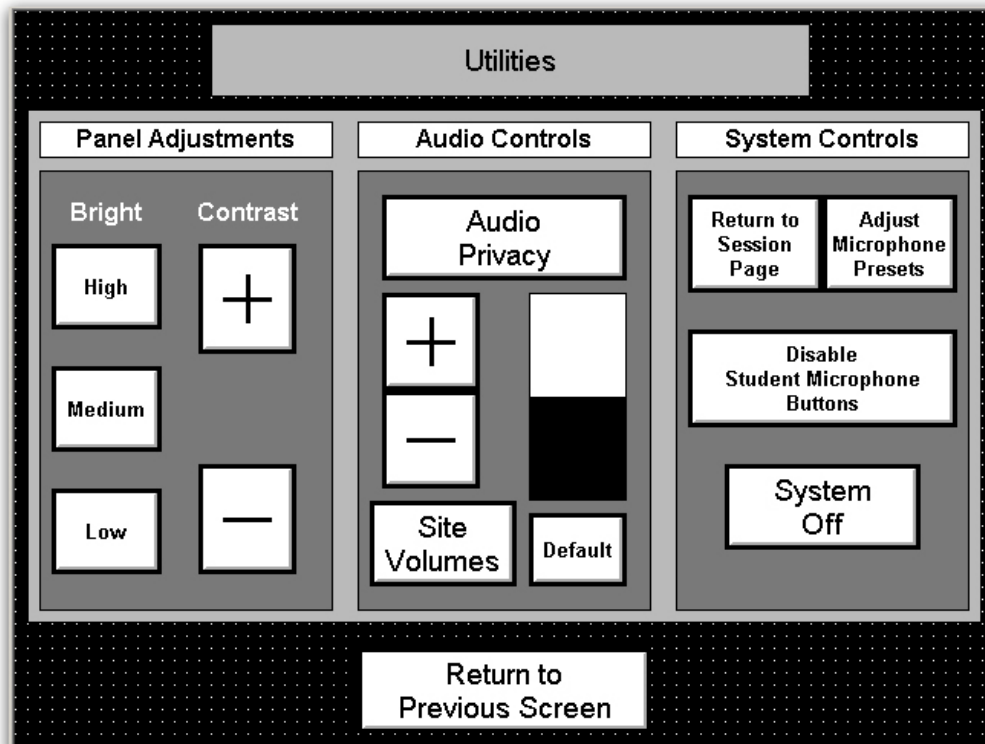 Utilities
Panel Adjustments
Bright
Contrast
High
Medium
Low
+
—
Audio Controls
Audio
Privacy
+
—
Site
Volumes
Default
System Controls
Return to
Session
Page
Adjust
Microphone
Presets
Disable
Student Microphone
Buttons
System
Off
Return to
Previous Screen